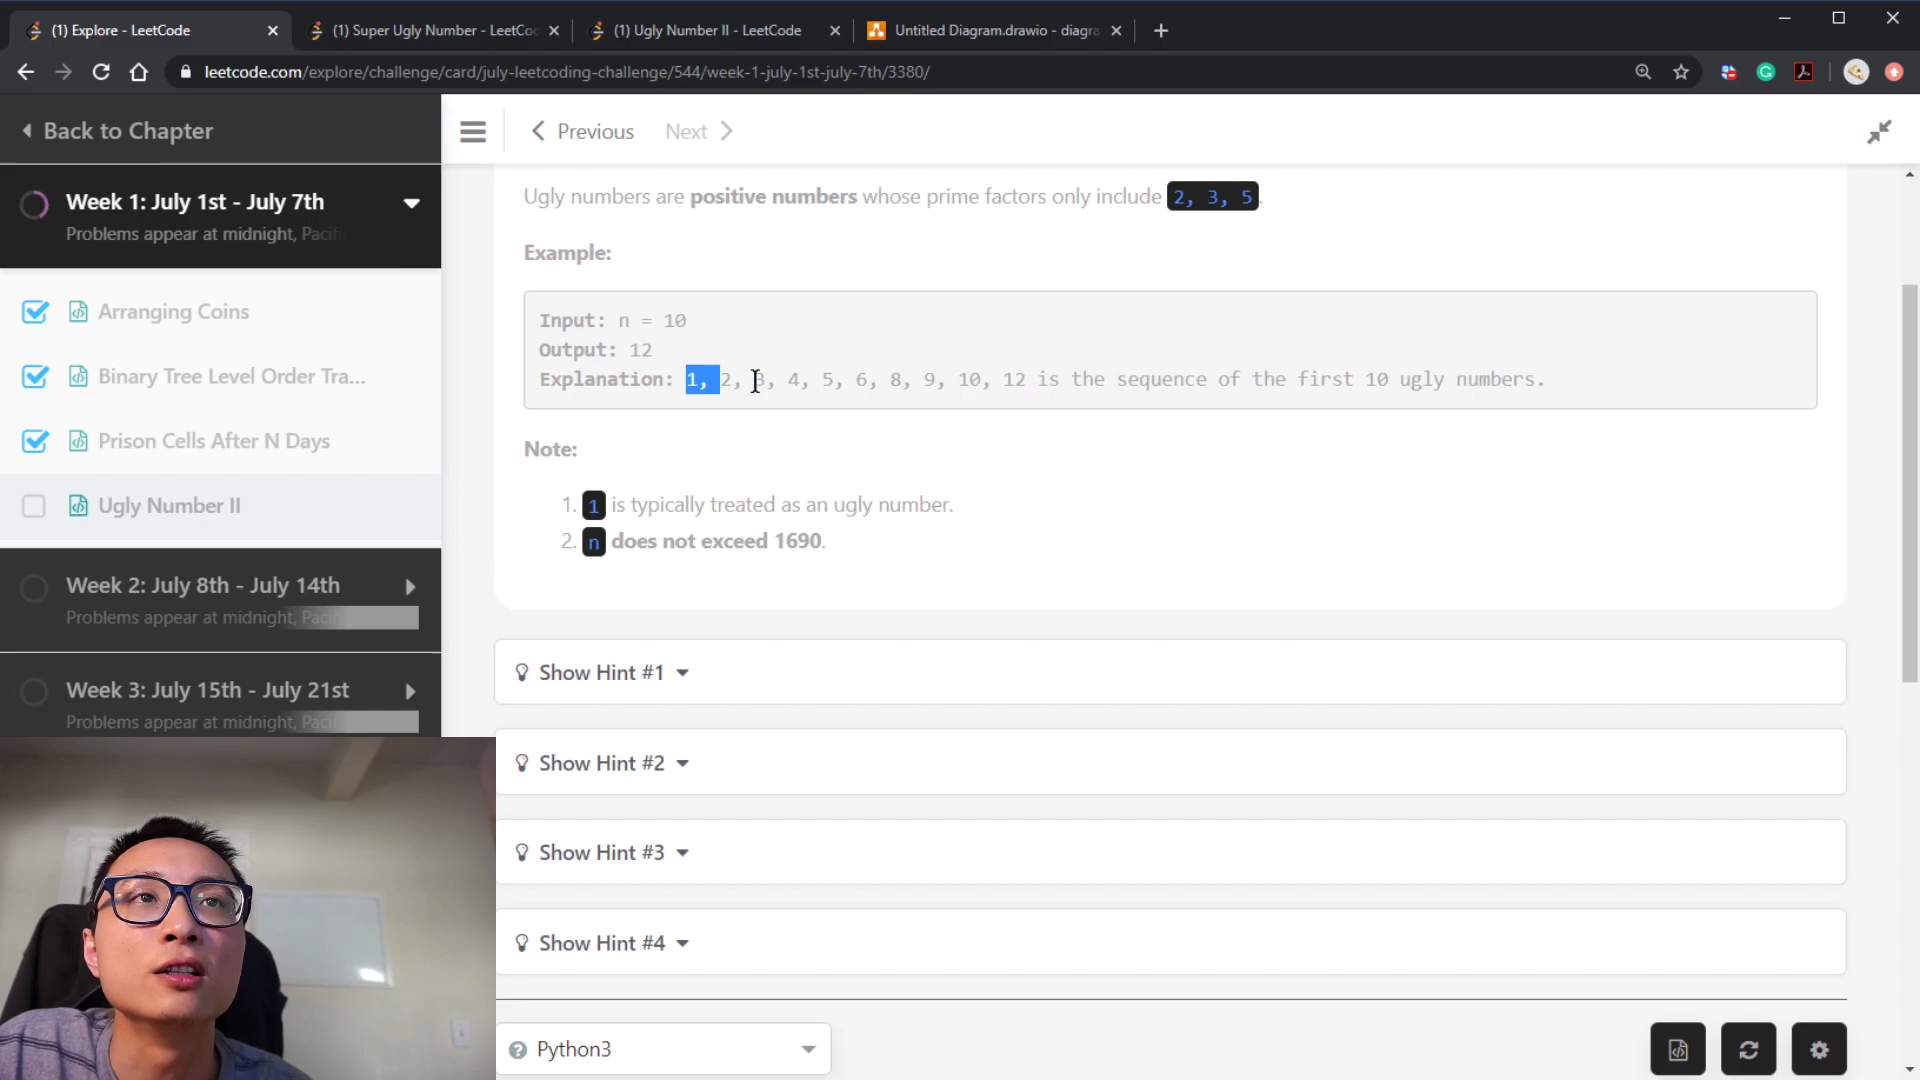 (1) Explore - LeetCode
(1) Super Ugly Number - LeetCo
(1) Ugly Number II - LeetCode
Untitled Diagram.drawio - diagra
leetcode.com/explore/challenge/card/july-leetcoding-challenge/544/week-1-july-1st-july-7th/3380/
Back to Chapter
Previous
Next
Week 1: July 1st - July 7th
Problems appear at midnight, Pacifi
Arranging Coins
Binary Tree Level Order Tra...
Prison Cells After N Days
Ugly Number II
Week 2: July 8th - July 14th
Problems appear at midnight, Paci
Week 3: July 15th - July 21st
Problems appear at midnight, Paci
Ugly numbers are positive numbers whose prime factors only include 2, 3, 5.
Example:
Input: n = 10
Output: 12
Explanation: 1, 2, 3, 4, 5, 6, 8, 9, 10, 12 is the sequence of the first 10 ugly numbers.
Note:
1. 1 is typically treated as an ugly number.
2. n does not exceed 1690.
Show Hint #1
Show Hint #2
Show Hint #3
Show Hint #4
Python3